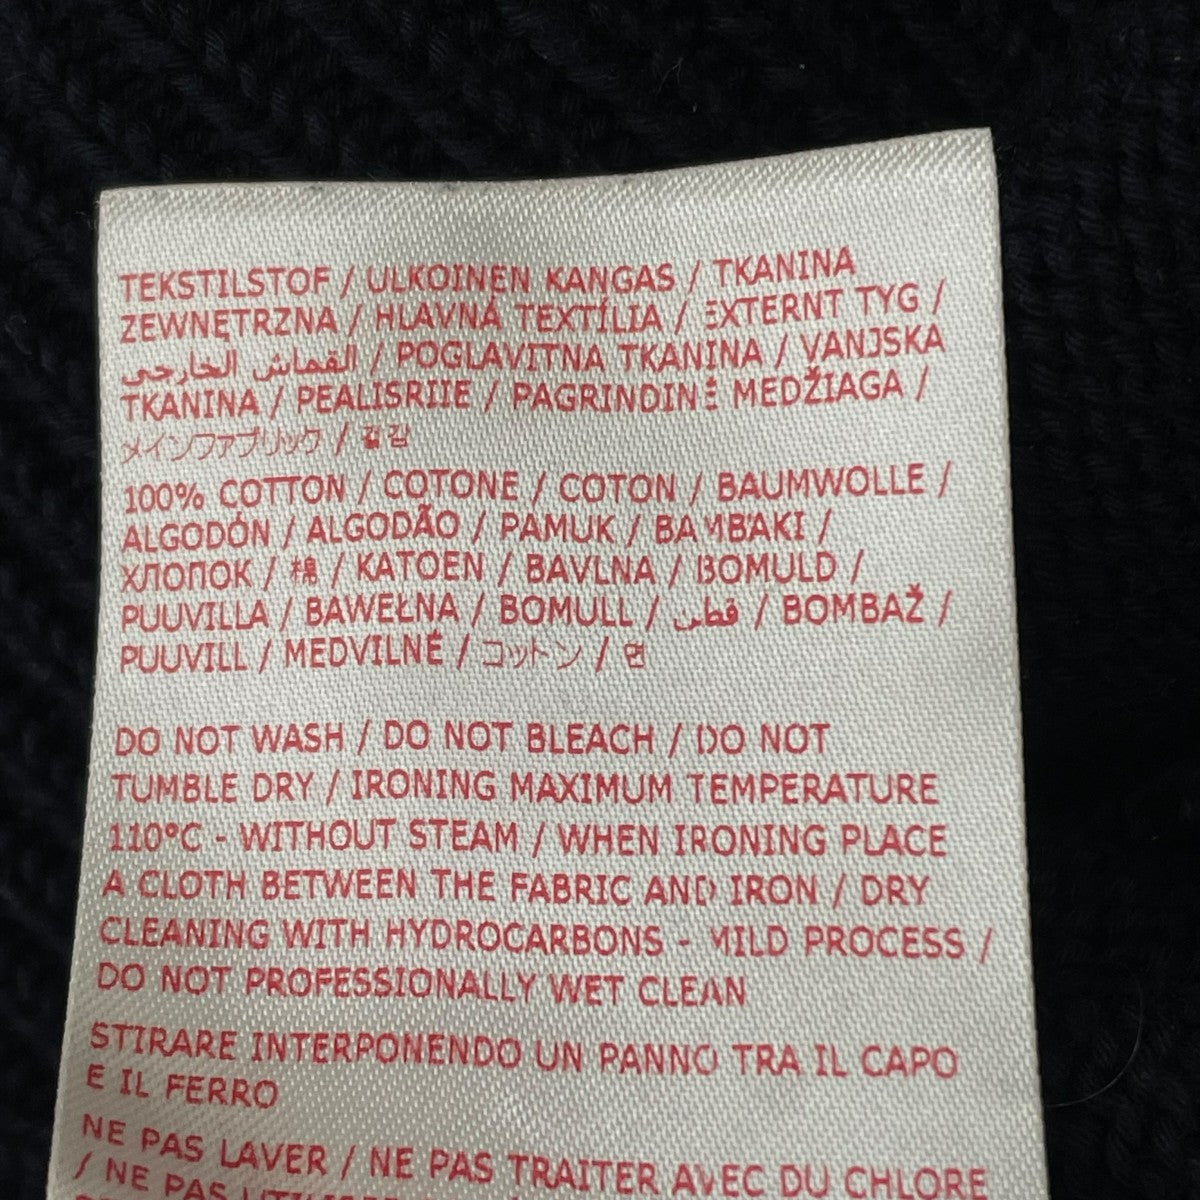 TEKSTILSTOF / ULKOINEN KANGAS / TKANINA
ZEWNĘTRZNA / HLAVNÁ TEXTÍLIA / EXTERNT TYG /
القماش الخارجي / POGLAVITNA TKANINA / VANJSKA
TKANINA / PEALISRIIE / PAGRINDINĖ MEDŽIAGA /
メインファブリック / 겉감
100% COTTON / COTONE / COTON / BAUMWOLLE /
ALGODÓN / ALGODÃO / PAMUK / BAMBAKI /
ХЛОПОК / 棉 / KATOEN / BAVLNA / BOMULD /
PUUVILLA / BAWEŁNA / BOMULL / قطن / BOMBAŽ /
PUUVILL / MEDVILNĖ / コットン / 면
DO NOT WASH / DO NOT BLEACH / DO NOT
TUMBLE DRY / IRONING MAXIMUM TEMPERATURE
110°C - WITHOUT STEAM / WHEN IRONING PLACE
A CLOTH BETWEEN THE FABRIC AND IRON / DRY
CLEANING WITH HYDROCARBONS - MILD PROCESS /
DO NOT PROFESSIONALLY WET CLEAN
STIRARE INTERPONENDO UN PANNO TRA IL CAPO
E IL FERRO
NE PAS LAVER / NE PAS TRAITER AVEC DU CHLORE
/ NE PAS UTILISER